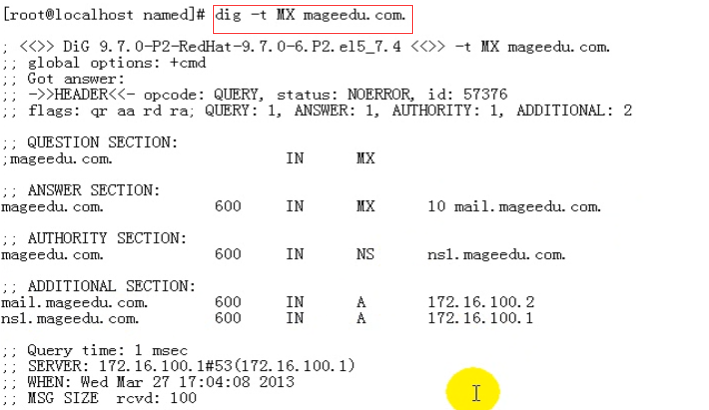 [root@localhost named]# dig -t MX mageedu.com.
; <<>> DiG 9.7.0-P2-RedHat-9.7.0-6.P2.el5_7.4 <<>> -t MX mageedu.com.
;; global options: +cmd
;; Got answer:
;; ->>HEADER<<- opcode: QUERY, status: NOERROR, id: 57376
;; flags: qr aa rd ra; QUERY: 1, ANSWER: 1, AUTHORITY: 1, ADDITIONAL: 2
;; QUESTION SECTION:
;mageedu.com. IN MX
;; ANSWER SECTION:
mageedu.com. 600 IN MX 10 mail.mageedu.com.
;; AUTHORITY SECTION:
mageedu.com. 600 IN NS ns1.mageedu.com.
;; ADDITIONAL SECTION:
mail.mageedu.com. 600 IN A 172.16.100.2
ns1.mageedu.com. 600 IN A 172.16.100.1
;; Query time: 1 msec
;; SERVER: 172.16.100.1#53(172.16.100.1)
;; WHEN: Wed Mar 27 17:04:08 2013
;; MSG SIZE rcvd: 100